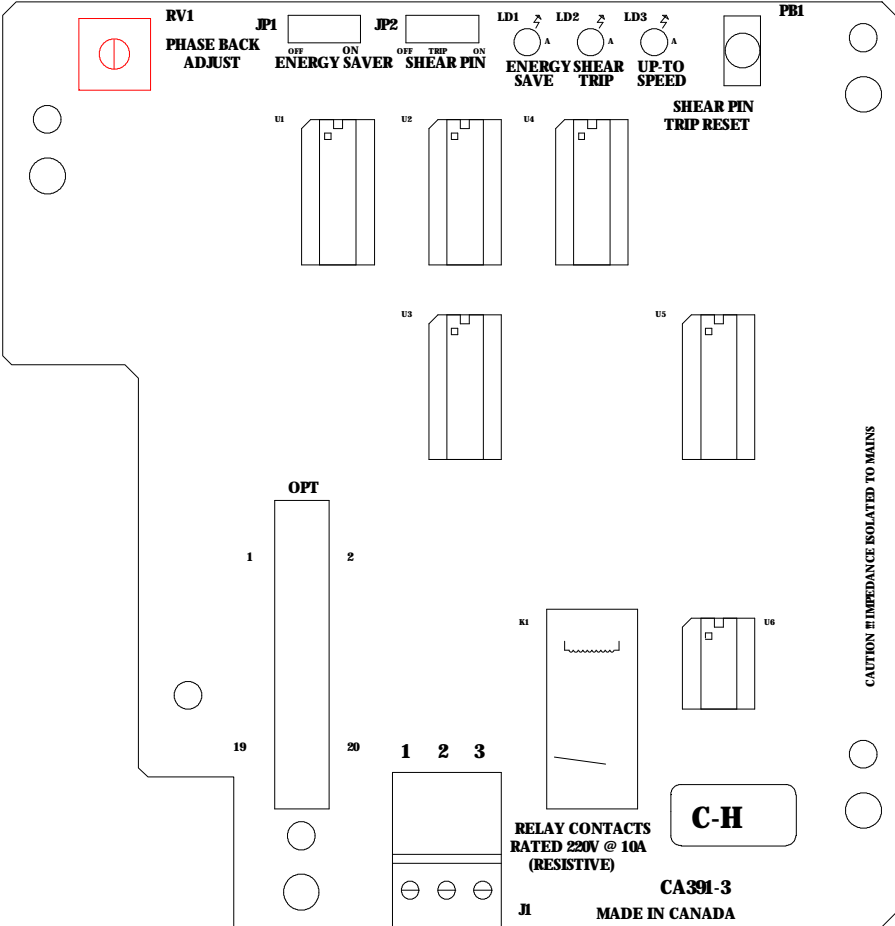 RV1
PHASE BACK
ADJUST
JP1
OFF ON
ENERGY SAVER
JP2
OFF TRIP ON
SHEAR PIN
LD1 LD2 LD3
A A A
ENERGY SAVE
SHEAR TRIP
UP-TO SPEED
PB1
SHEAR PIN
TRIP RESET
U1 U2 U4
U3 U5
CAUTION !!! IMPEDANCE ISOLATED TO MAINS
OPT
1 2
K1
U6
19 20
1 2 3
C-H
RELAY CONTACTS
RATED 220V @ 10A
(RESISTIVE)
CA391-3
J1
MADE IN CANADA